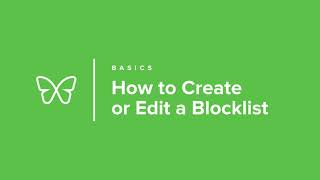 BASICS
How to Create
or Edit a Blocklist